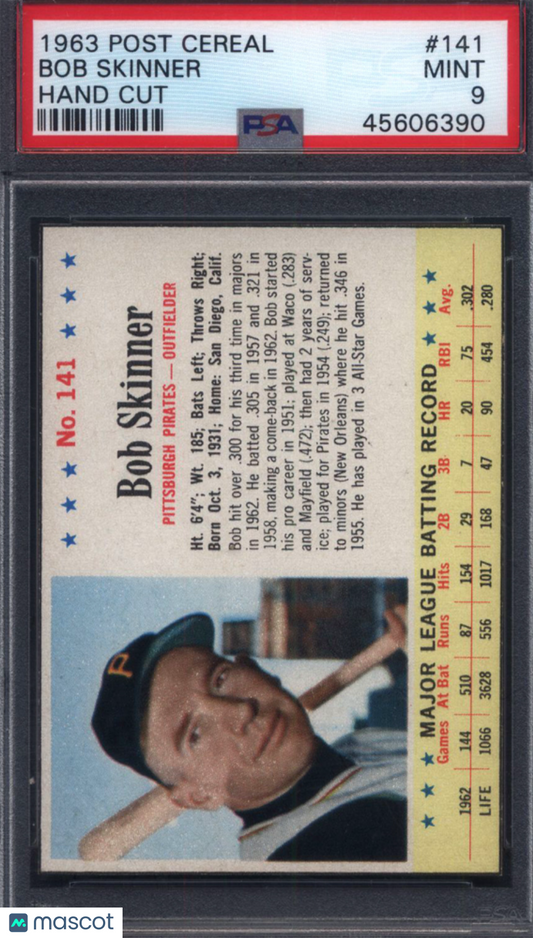 1963 POST CEREAL #141
BOB SKINNER MINT
HAND CUT 9
PSA
45606390
★ ★ ★ No. 141 ★ ★ ★
Bob Skinner
PITTSBURGH PIRATES — OUTFIELDER
Ht. 6'4"; Wt. 185; Bats Left; Throws Right;
Born Oct. 3, 1931; Home: San Diego, Calif.
Bob hit over .300 for his third time in majors
in 1962. He batted .305 in 1957 and .321 in
1958, making a come-back in 1962. Bob started
his pro career in 1951; played at Waco (.283)
and Mayfield (.472); then had 2 years of serv-
ice; played for Pirates in 1954 (.249); returned
to minors (New Orleans) where he hit .346 in
1955. He has played in 3 All-Star Games.
P
★ ★ ★ MAJOR LEAGUE BATTING RECORD ★ ★ ★
Games At Bat Runs Hits 2B 3B HR RBI Avg.
1962 144 510 87 154 29 7 20 75 .302
LIFE 1066 3628 556 1017 168 47 90 454 .280
mascot